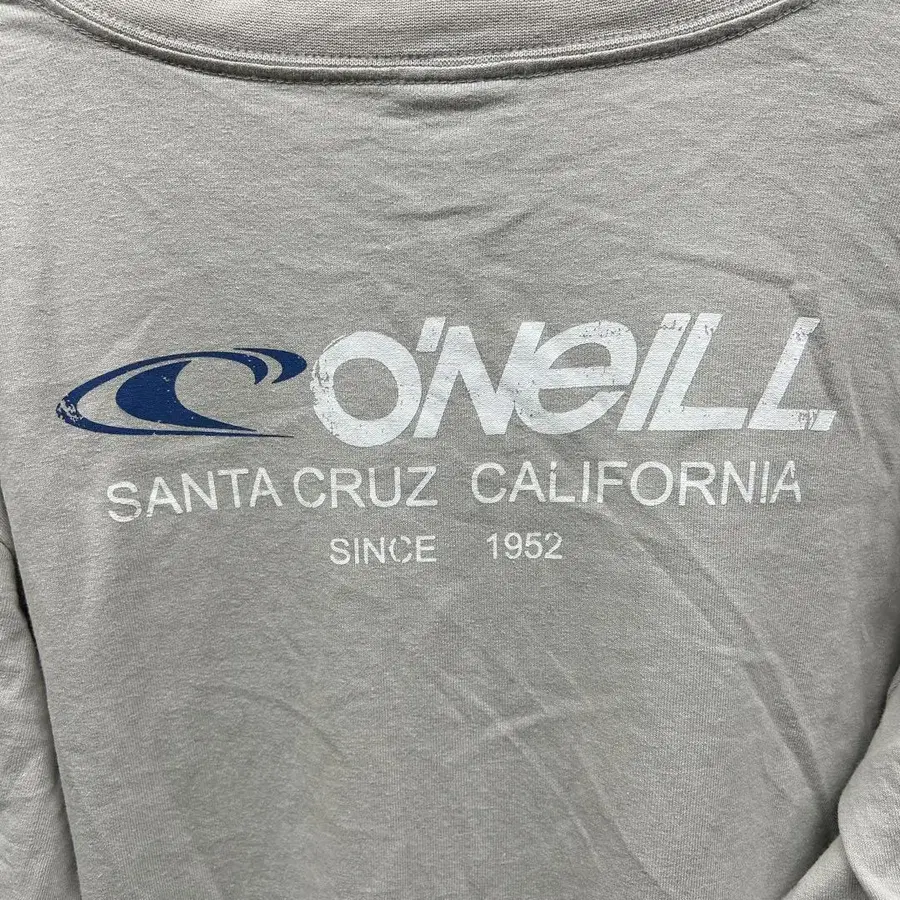 O'NEILL
SANTA CRUZ CALIFORNIA
SINCE 1952